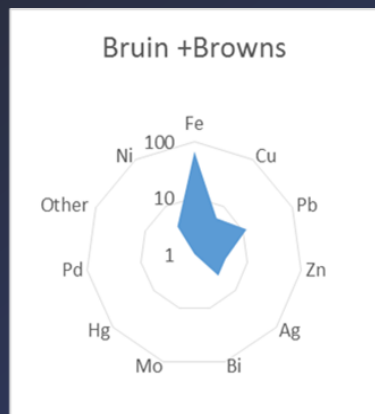 Bruin +Browns
Fe
100
Ni
Cu
Other
10
Pb
1
Pd
Zn
Hg
Ag
Mo
Bi